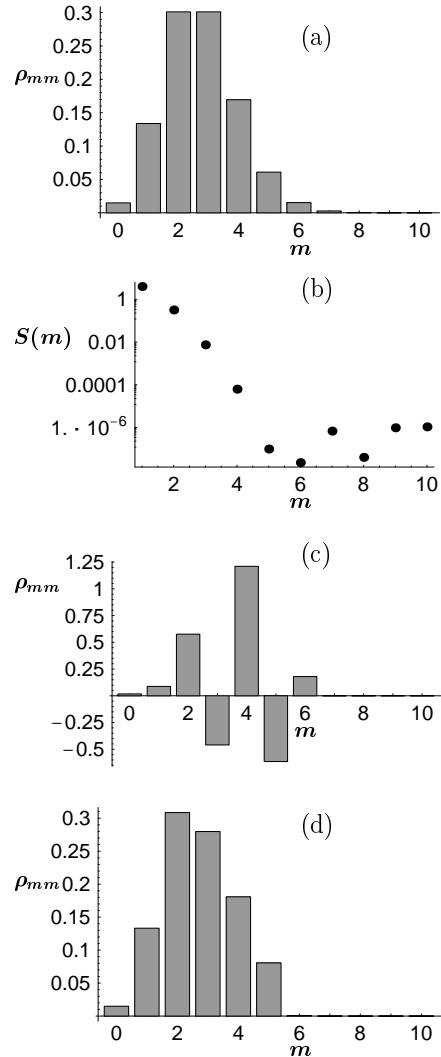 0.3
(a)
0.25
ρmm 0.2
0.15
0.1
0.05
0 2 4 6 8 10
m
(b)
1
S(m)
0.01
0.0001
1. · 10⁻⁶
2 4 6 8 10
m
(c)
1.25
ρmm 1
0.75
0.5
0.25
0 2 4 6 8 10
−0.25
m
−0.5
(d)
0.3
0.25
ρmm 0.2
0.15
0.1
0.05
0 2 4 6 8 10
m